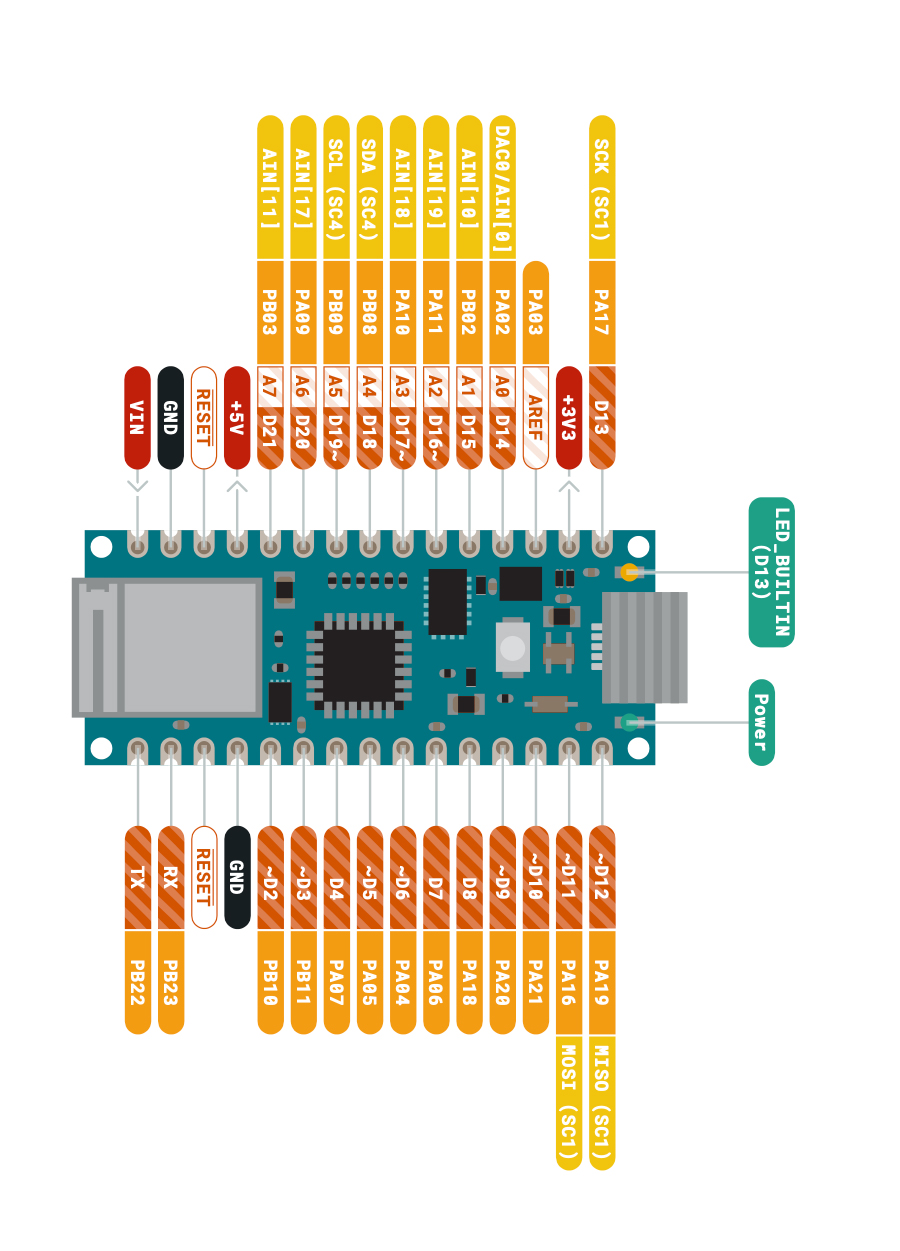 LED_BUILTIN
(D13)
Power
SCK (SC1) PA17 D13
~D12 PA19 MISO (SC1)
+3V3
~D11 PA16 MOSI (SC1)
PA03 AREF
~D10 PA21
DAC0/AIN[0] PA02 A0 D14
~D9 PA20
AIN[10] PB02 A1 D15
D8 PA18
AIN[19] PA11 A2 D16~
D7 PA06
AIN[18] PA10 A3 D17~
~D6 PA04
SDA (SC4) PB08 A4 D18
~D5 PA05
SCL (SC4) PB09 A5 D19~
D4 PA07
AIN[17] PA09 A6 D20
~D3 PB11
AIN[11] PB03 A7 D21
~D2 PB10
+5V
GND
RESET
RESET
GND
RX PB23
VIN
TX PB22